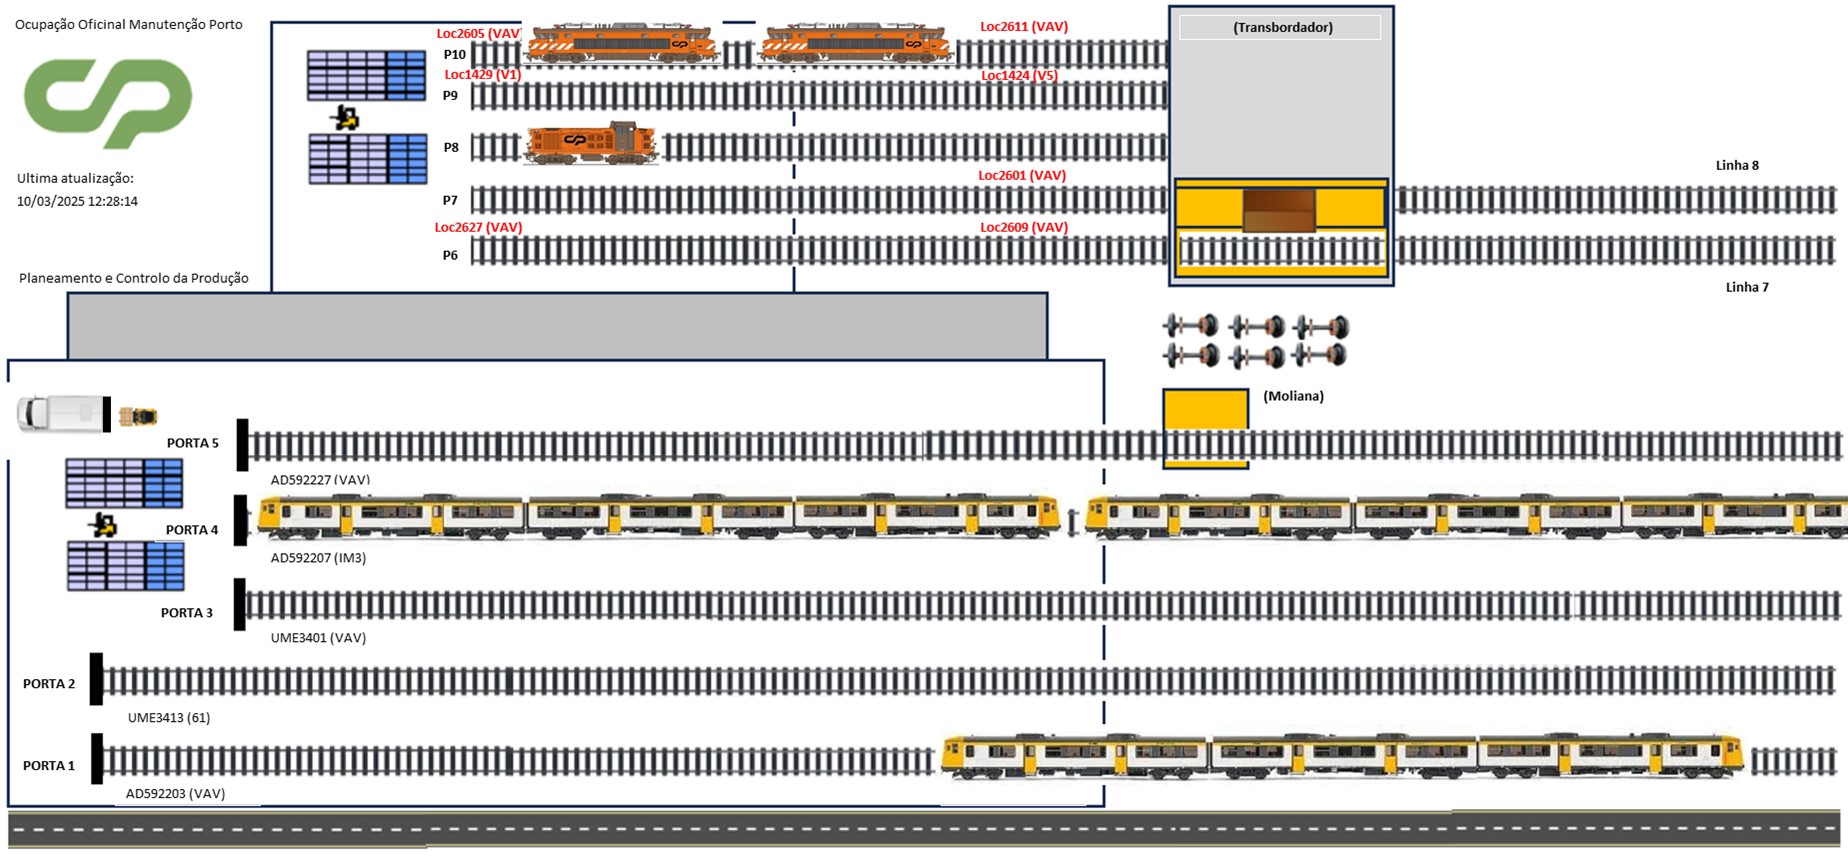 Ocupação Oficinal Manutenção Porto
Loc2605 (VAV)
Loc2611 (VAV)
(Transbordador)
P10
Loc1429 (V1)
Loc1424 (V5)
P9
P8
Linha 8
Ultima atualização:
10/03/2025 12:28:14
Loc2601 (VAV)
P7
Loc2627 (VAV)
Loc2609 (VAV)
P6
Planeamento e Controlo da Produção
Linha 7
(Moliana)
PORTA 5
AD592227 (VAV)
PORTA 4
AD592207 (IM3)
PORTA 3
UME3401 (VAV)
PORTA 2
UME3413 (61)
PORTA 1
AD592203 (VAV)